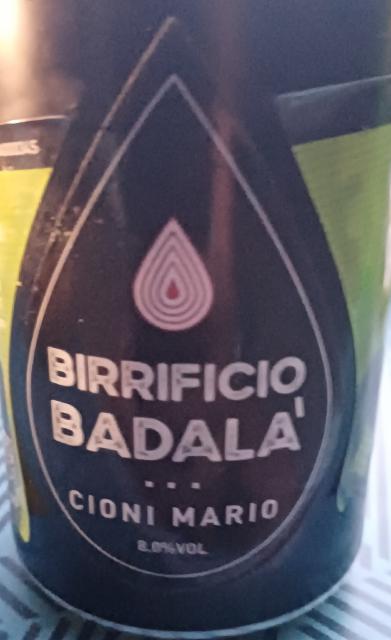 BIRRIFICIO
BADALA'
CIONI MARIO
8.0%VOL